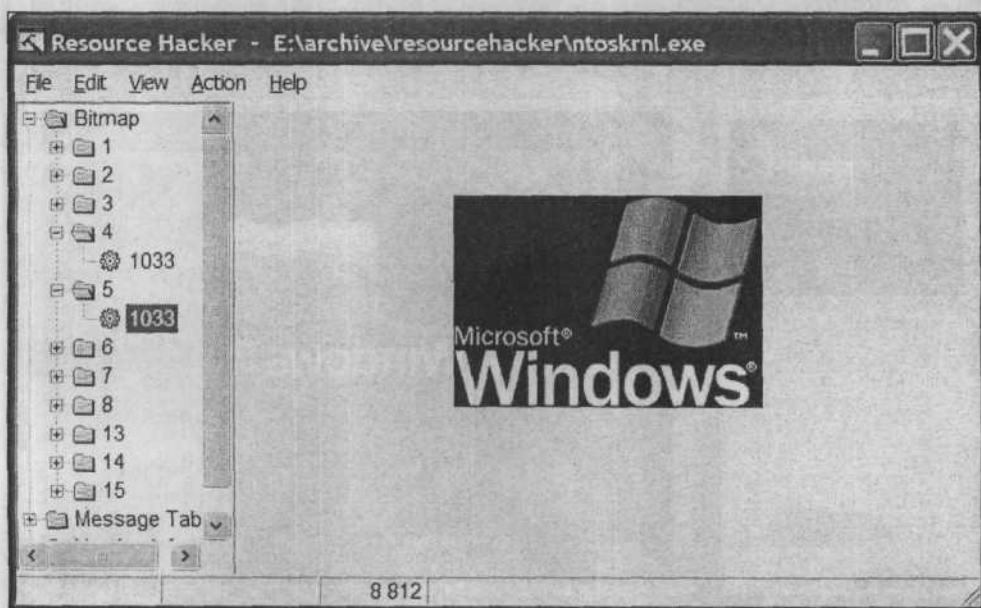 Resource Hacker - E:\archive\resourcehacker\ntoskrnl.exe
File Edit View Action Help
Bitmap
1
2
3
4
1033
5
1033
6
7
8
13
14
15
Message Tab
Microsoft®
Windows®
™
8 812